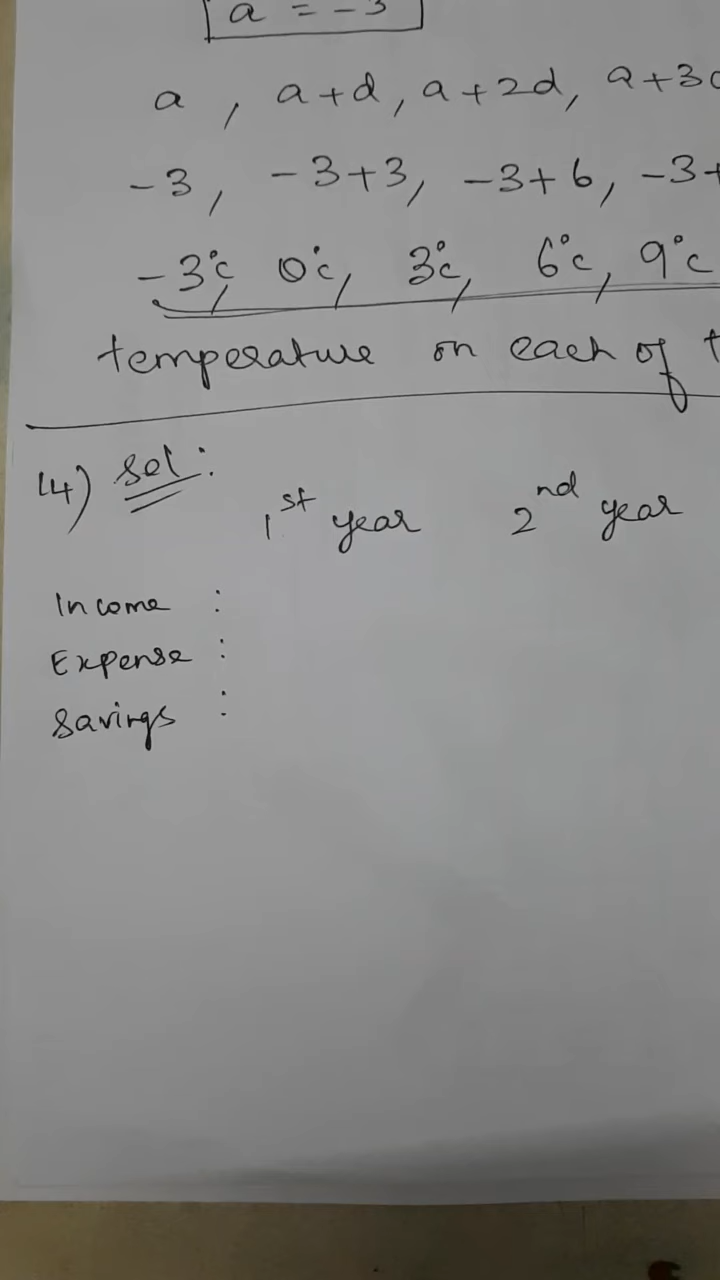 a = -3
a , a+d, a+2d, a+3d
-3, -3+3, -3+6, -3+
-3°c, 0°c, 3°c, 6°c, 9°c
temperature on each of t
14) Sol:
1st year 2nd year
Income :
Expense :
Savings :